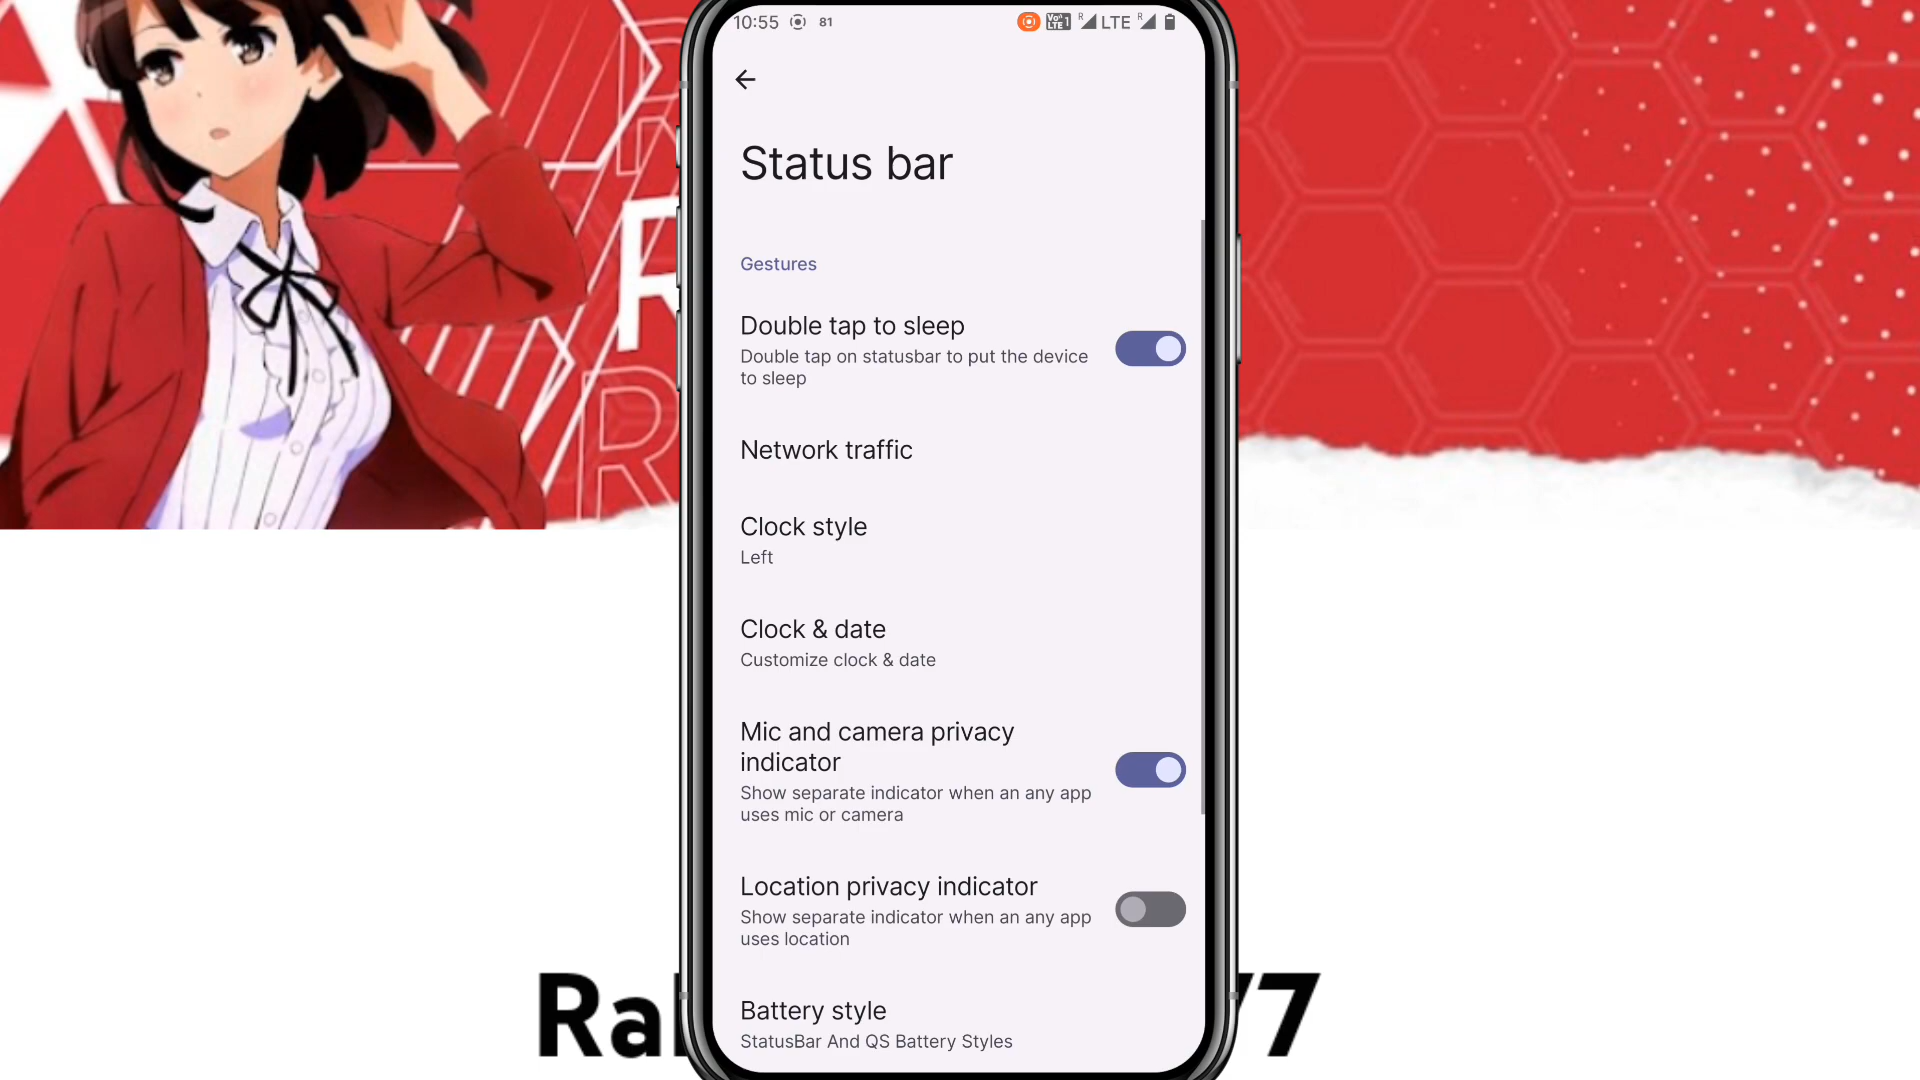 10:55 81 Vo LTE 1 R LTE R
Status bar
Gestures
Double tap to sleep
Double tap on statusbar to put the device
to sleep
Network traffic
Clock style
Left
Clock & date
Customize clock & date
Mic and camera privacy
indicator
Show separate indicator when an any app
uses mic or camera
Location privacy indicator
Show separate indicator when an any app
uses location
Battery style
StatusBar And QS Battery Styles
R
R
R